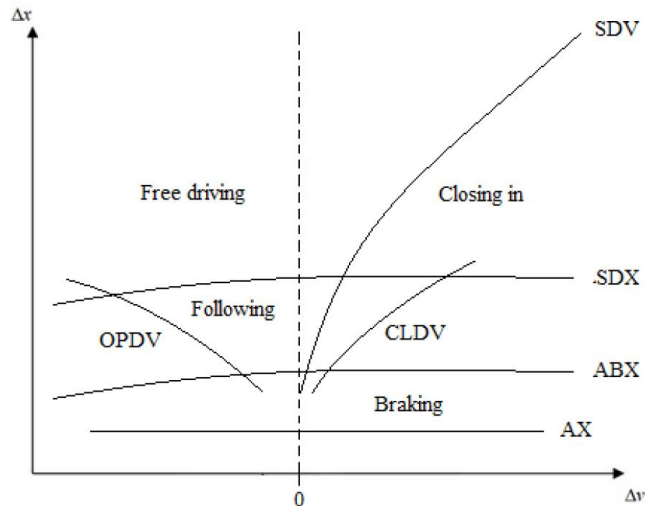 Δx
SDV
Free driving
Closing in
SDX
Following
OPDV
CLDV
ABX
Braking
AX
0
Δv